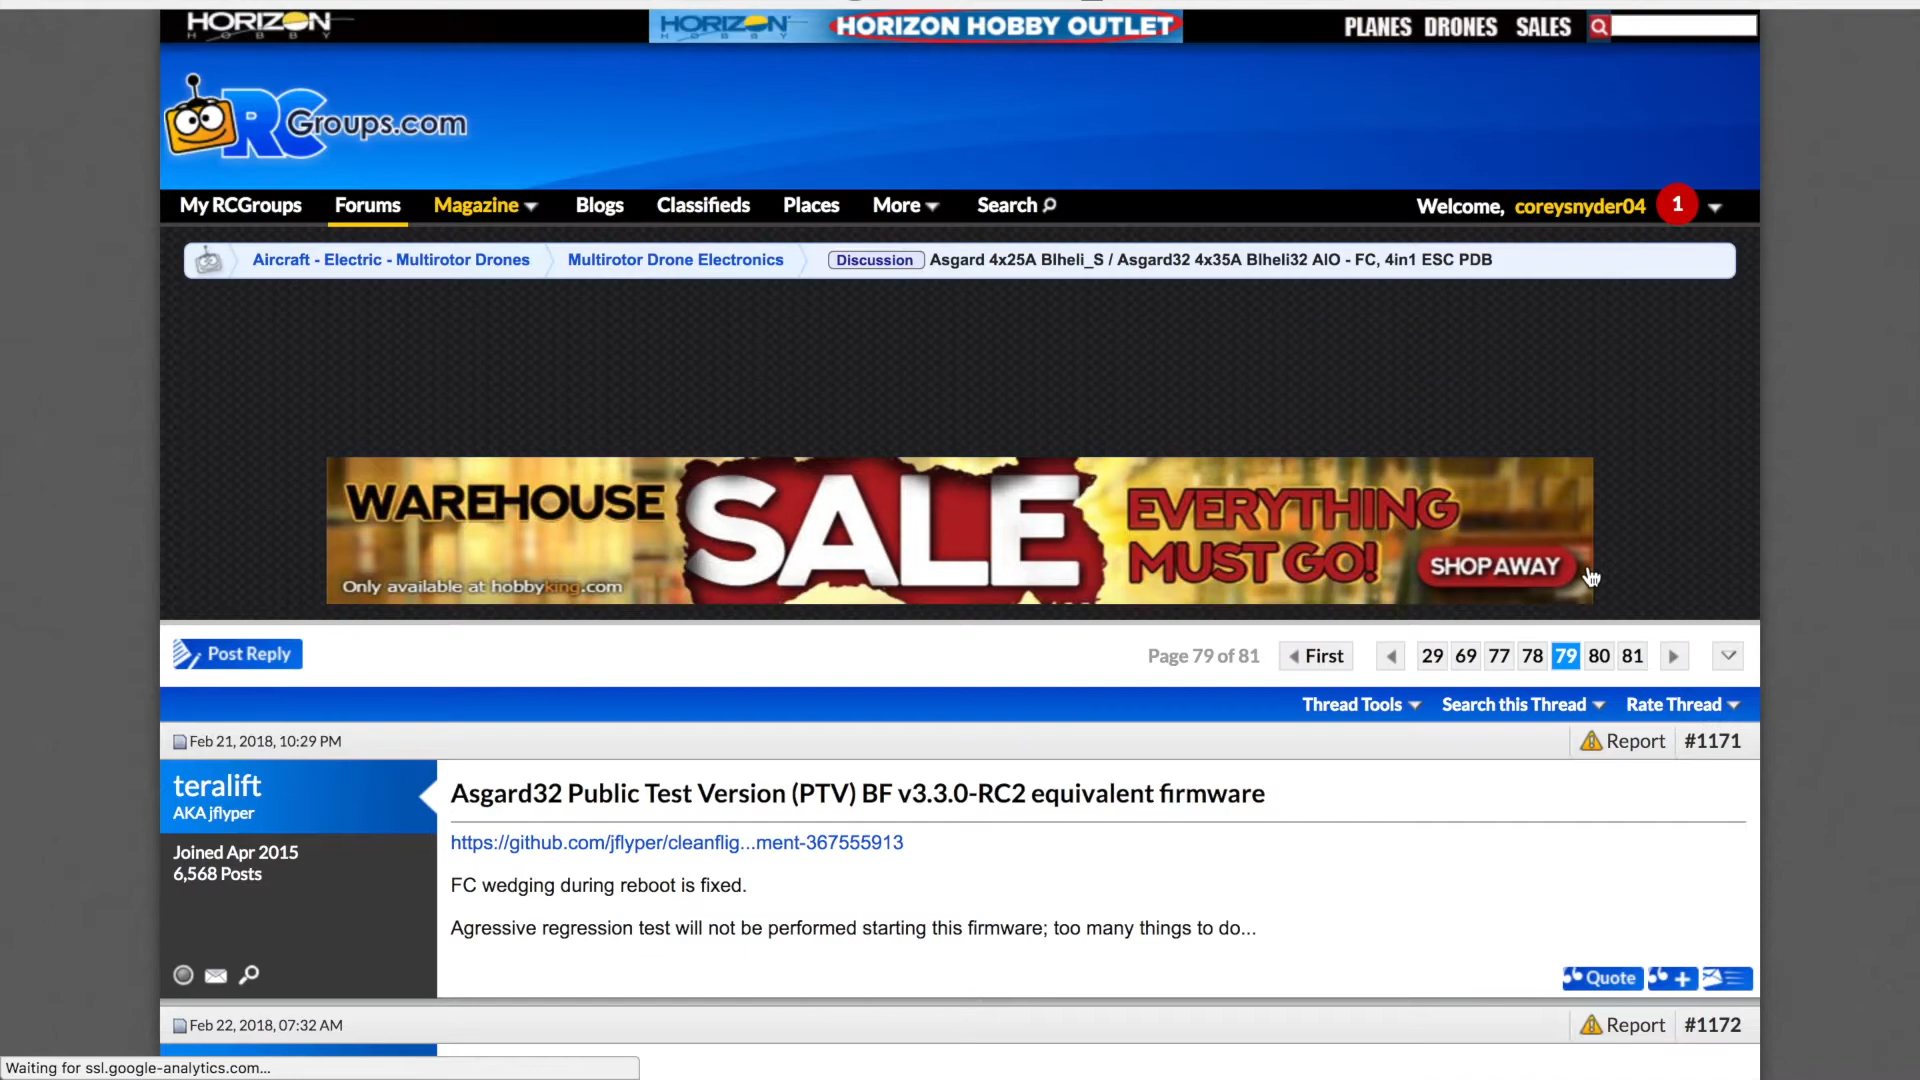 HORIZON
HOBBY
HORIZON HORIZON HOBBY OUTLET
HOBBY
PLANES DRONES SALES
RCGroups.com
My RCGroups Forums Magazine Blogs Classifieds Places More Search
Welcome, coreysnyder04 1
Aircraft - Electric - Multirotor Drones Multirotor Drone Electronics Discussion Asgard 4x25A Blheli_S / Asgard32 4x35A Blheli32 AIO - FC, 4in1 ESC PDB
WAREHOUSE SALE EVERYTHING
MUST GO! SHOP AWAY
Only available at hobbyking.com
Post Reply
Page 79 of 81 First 29 69 77 78 79 80 81
Thread Tools Search this Thread Rate Thread
Feb 21, 2018, 10:29 PM Report #1171
teralift
AKA jflyper
Joined Apr 2015
6,568 Posts
Asgard32 Public Test Version (PTV) BF v3.3.0-RC2 equivalent firmware
https://github.com/jflyper/cleanflig...ment-367555913
FC wedging during reboot is fixed.
Agressive regression test will not be performed starting this firmware; too many things to do...
Quote
Feb 22, 2018, 07:32 AM Report #1172
Waiting for ssl.google-analytics.com...